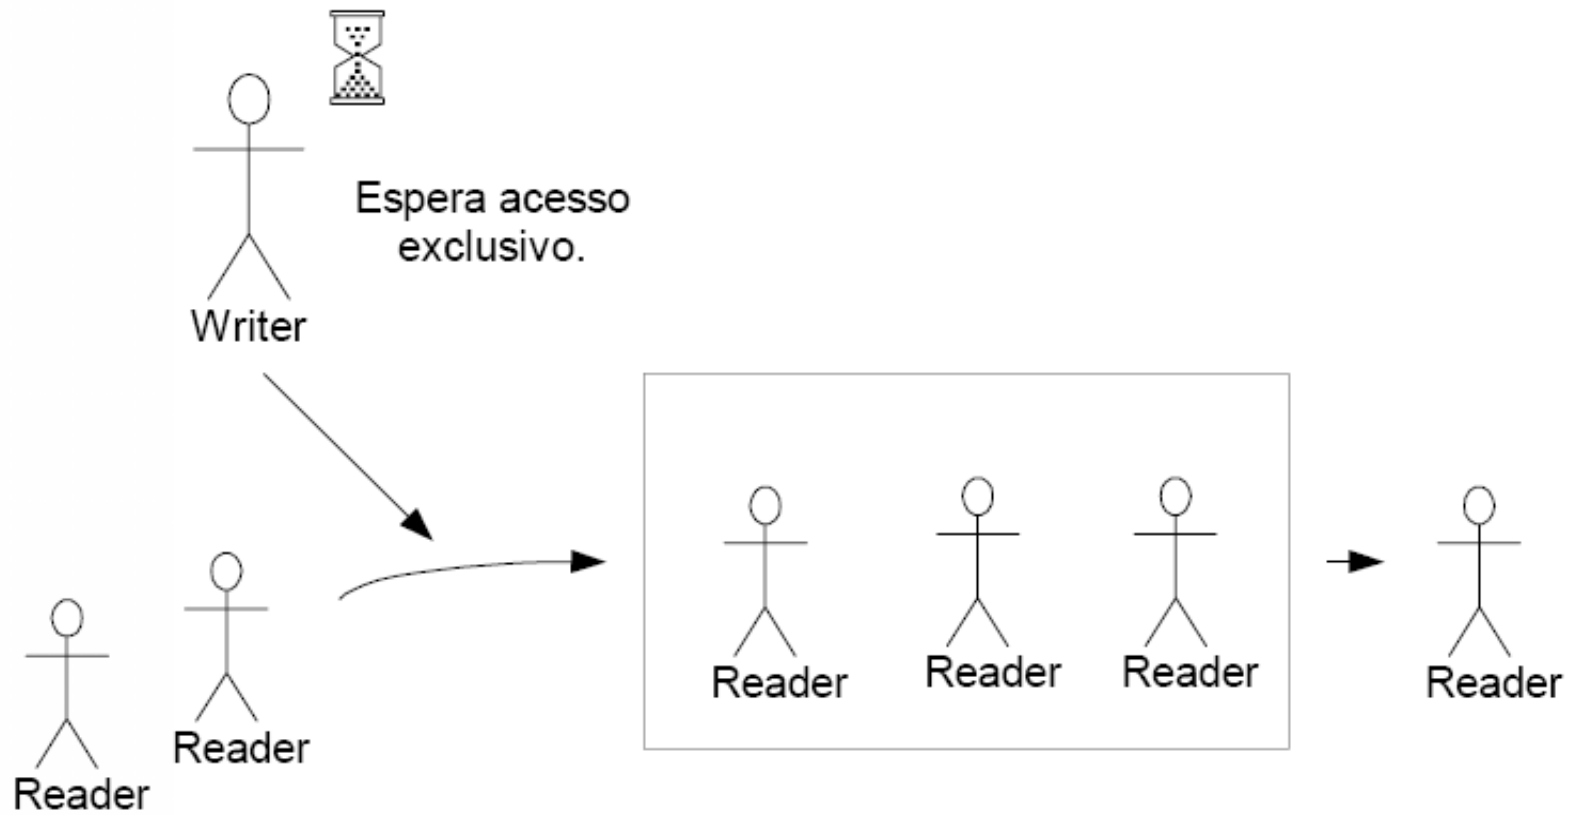 Espera acesso
exclusivo.
Writer
Reader
Reader
Reader
Reader
Reader
Reader